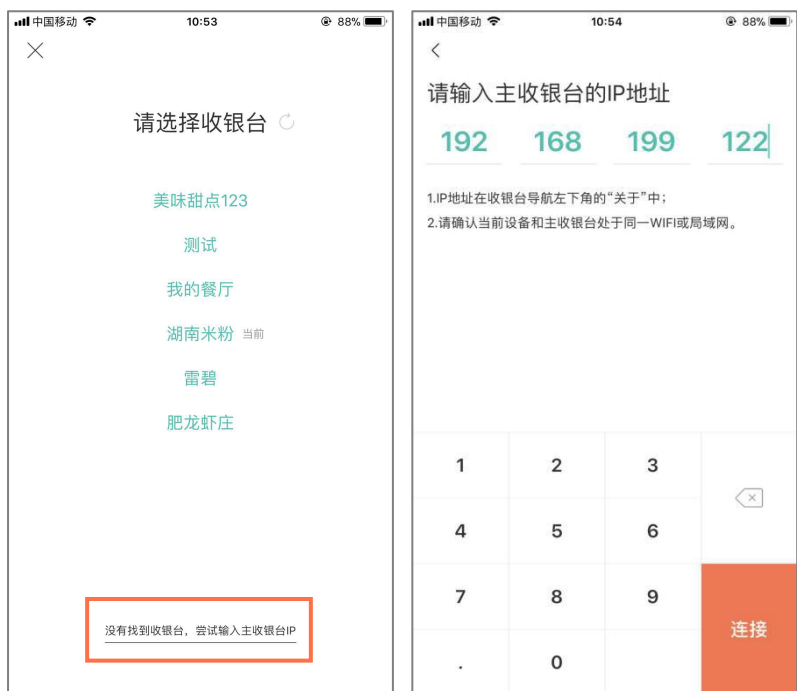 中国移动 10:53 88%
请选择收银台
美味甜点123
测试
我的餐厅
湖南米粉 当前
雷碧
肥龙虾庄
没有找到收银台，尝试输入主收银台IP
中国移动 10:54 88%
请输入主收银台的IP地址
192 168 199 122
1.IP地址在收银台导航左下角的“关于”中；
2.请确认当前设备和主收银台处于同一WIFI或局域网。
1 2 3
4 5 6
7 8 9
连接
. 0